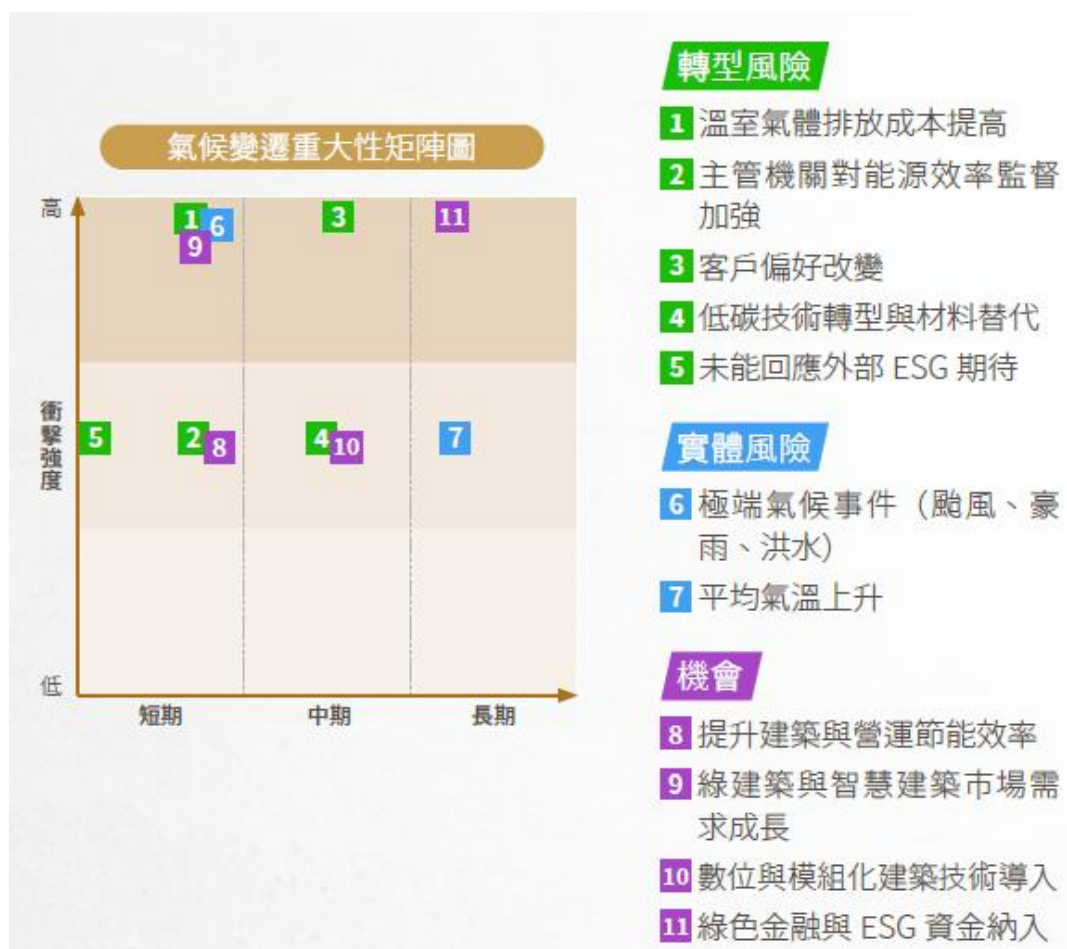 氣候變遷重大性矩陣圖
高
1
6
3
11
9
衝擊強度
5
2
8
4
10
7
低
短期
中期
長期
轉型風險
1 溫室氣體排放成本提高
2 主管機關對能源效率監督
加強
3 客戶偏好改變
4 低碳技術轉型與材料替代
5 未能回應外部 ESG 期待
實體風險
6 極端氣候事件（颱風、豪
雨、洪水）
7 平均氣溫上升
機會
8 提升建築與營運節能效率
9 綠建築與智慧建築市場需
求成長
10 數位與模組化建築技術導入
11 綠色金融與 ESG 資金納入